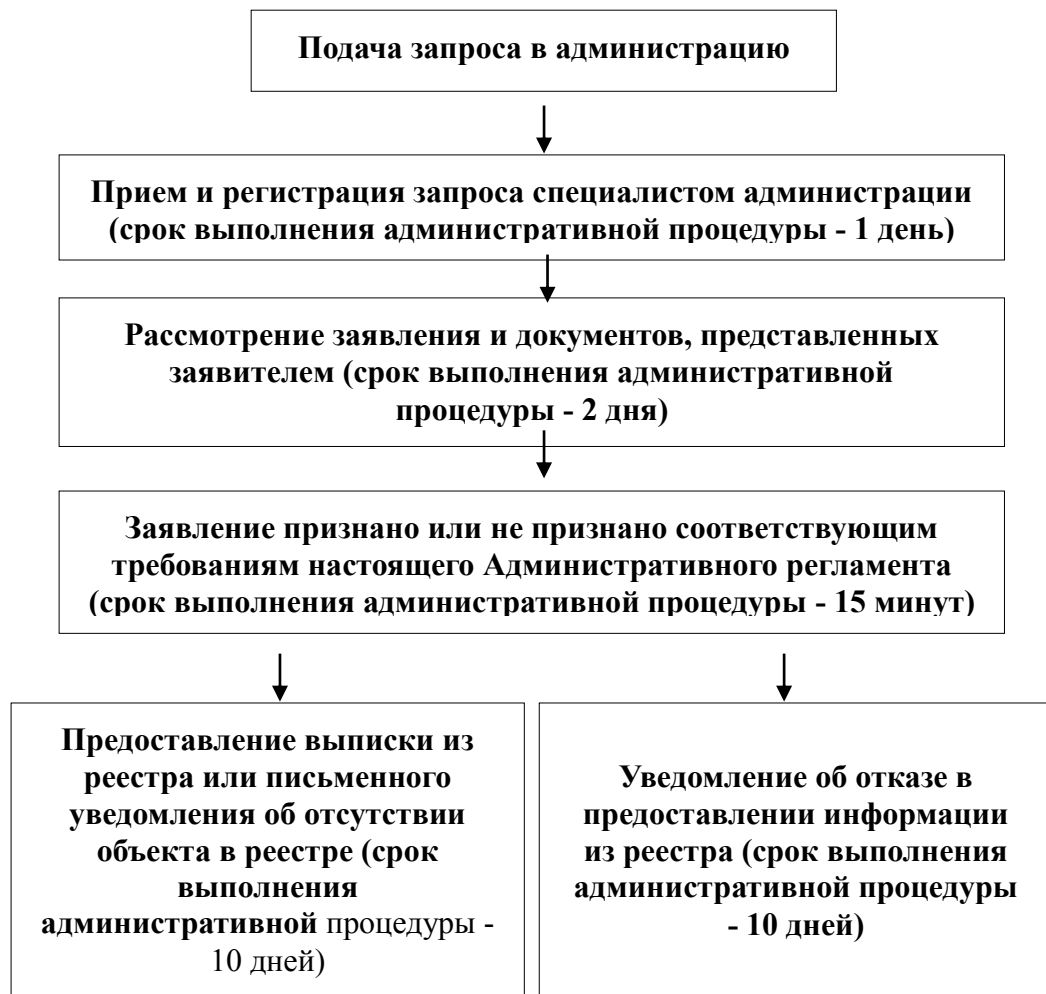 Подача запроса в администрацию
Прием и регистрация запроса специалистом администрации
(срок выполнения административной процедуры - 1 день)
Рассмотрение заявления и документов, представленных
заявителем (срок выполнения административной
процедуры - 2 дня)
Заявление признано или не признано соответствующим
требованиям настоящего Административного регламента
(срок выполнения административной процедуры - 15 минут)
Предоставление выписки из
реестра или письменного
уведомления об отсутствии
объекта в реестре (срок
выполнения
административной процедуры -
10 дней)
Уведомление об отказе в
предоставлении информации
из реестра (срок выполнения
административной процедуры
- 10 дней)